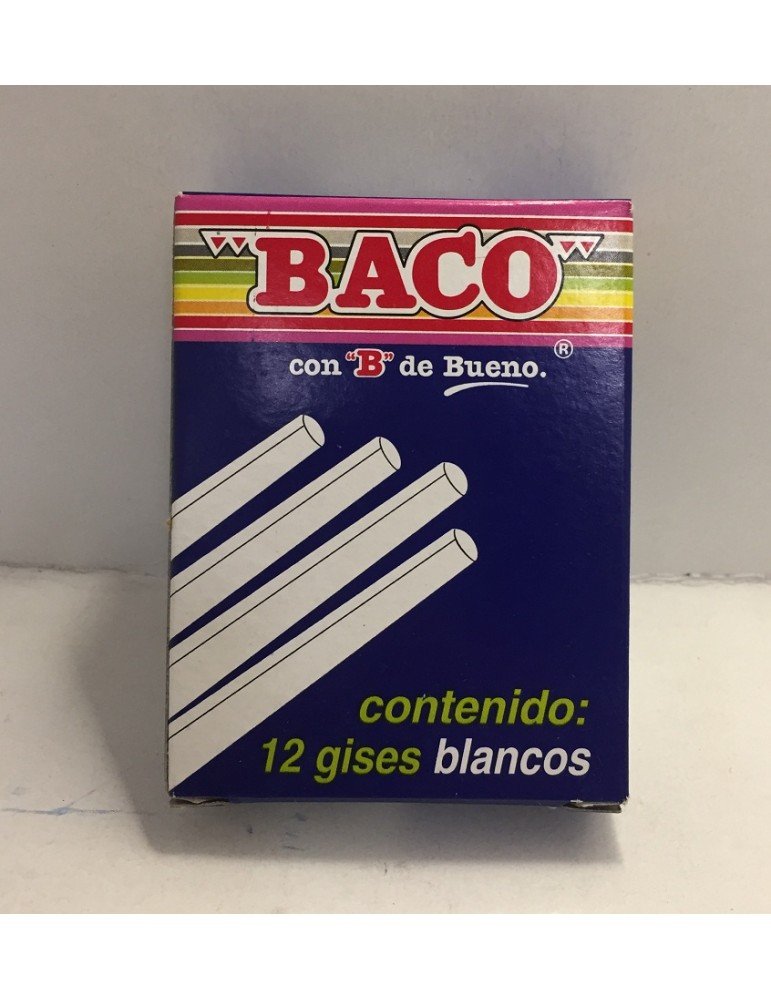 "BACO"
con "B" de Bueno.®
contenido:
12 gises blancos